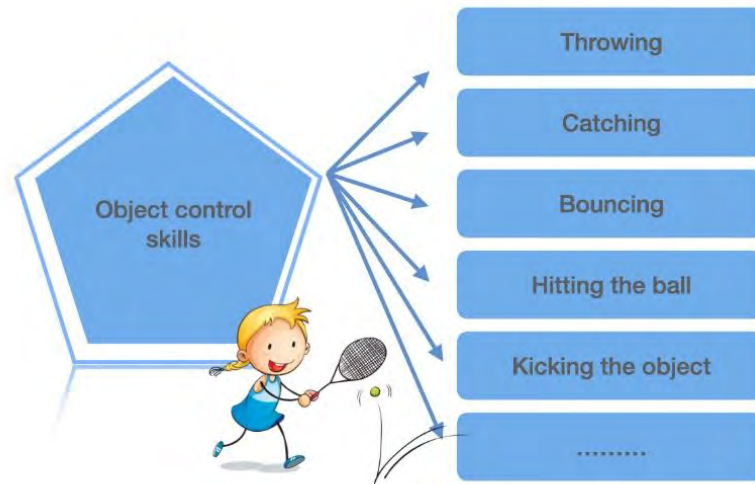 Object control
skills
Throwing
Catching
Bouncing
Hitting the ball
Kicking the object
.........